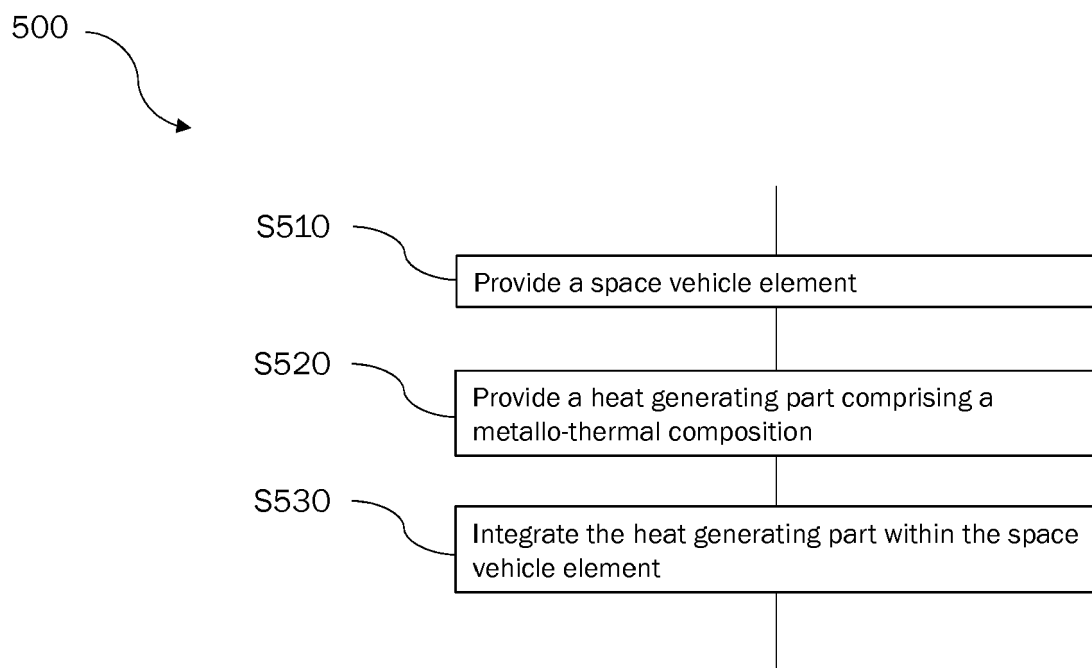 500
S510
Provide a space vehicle element
S520
Provide a heat generating part comprising a
metallo-thermal composition
S530
Integrate the heat generating part within the space
vehicle element